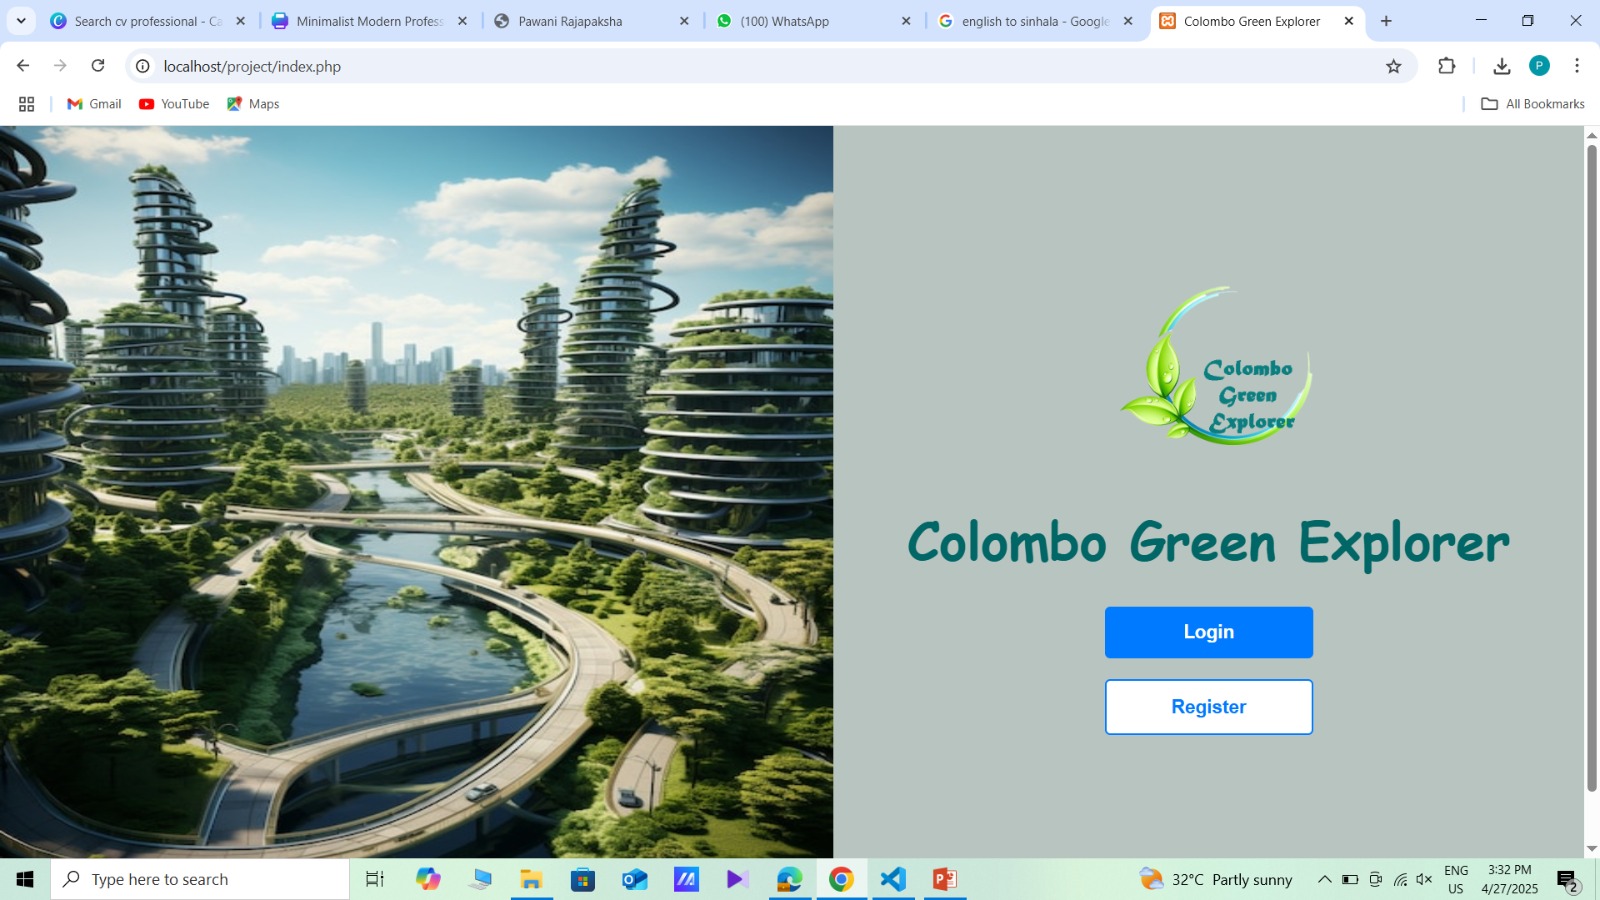 Search cv professional - Ca
Minimalist Modern Profess
Pawani Rajapaksha
(100) WhatsApp
english to sinhala - Google
Colombo Green Explorer
localhost/project/index.php
P
Gmail
YouTube
Maps
All Bookmarks
Colombo
Green
Explorer
Colombo Green Explorer
Login
Register
Type here to search
32°C Partly sunny
ENG
US
3:32 PM
4/27/2025
2